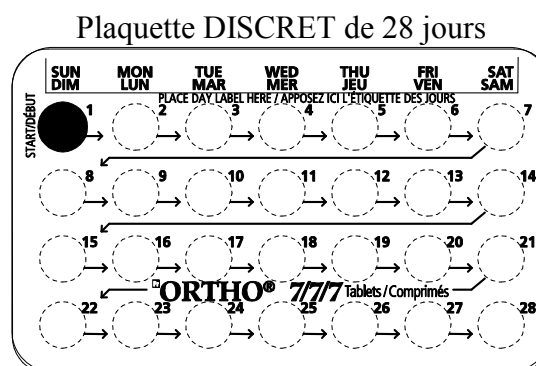 Plaquette DISCRET de 28 jours
SUN MON TUE WED THU FRI SAT
DIM LUN MAR MER JEU VEN SAM
PLACE DAY LABEL HERE / APPOSEZ ICI L'ÉTIQUETTE DES JOURS
START/DÉBUT
1 2 3 4 5 6 7
8 9 10 11 12 13 14
15 16 17 18 19 20 21
ORTHO® 7/7/7 Tablets/Comprimés
22 23 24 25 26 27 28